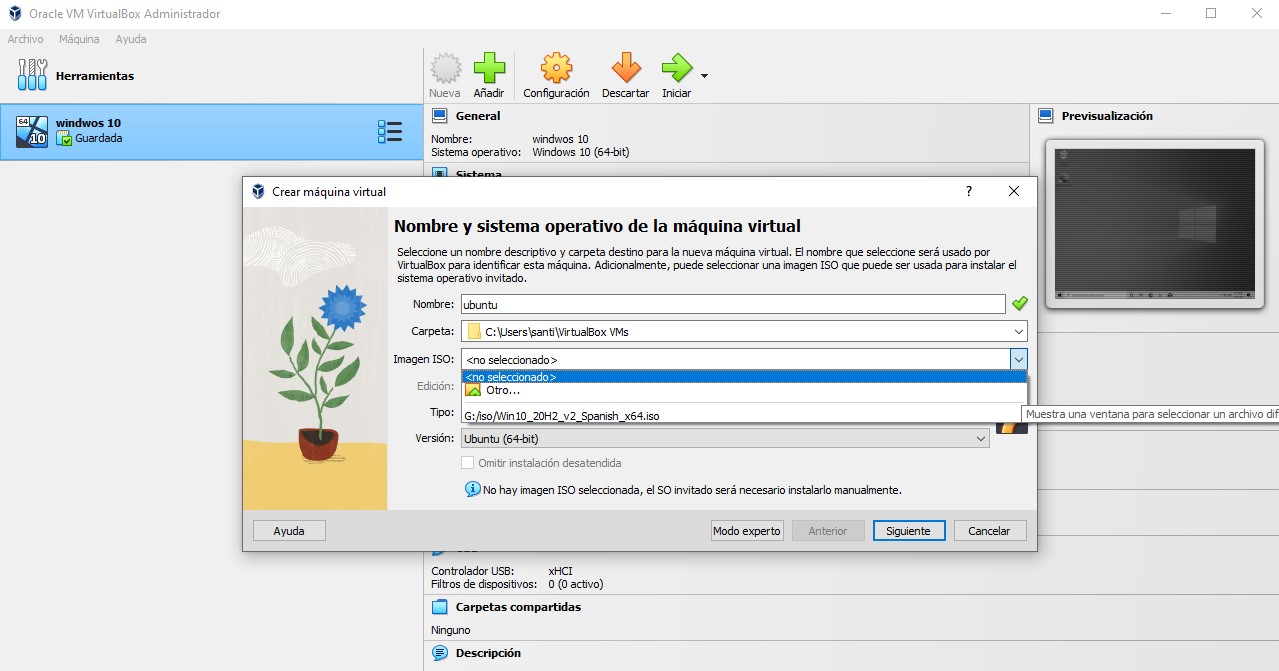 Oracle VM VirtualBox Administrador
Archivo Máquina Ayuda
Herramientas
Nueva Añadir Configuración Descartar Iniciar
64
10
windwos 10
Guardada
General
Nombre: windwos 10
Sistema operativo: Windows 10 (64-bit)
Sistema
Previsualización
Crear máquina virtual
?
Nombre y sistema operativo de la máquina virtual
Seleccione un nombre descriptivo y carpeta destino para la nueva máquina virtual. El nombre que seleccione será usado por
VirtualBox para identificar esta máquina. Adicionalmente, puede seleccionar una imagen ISO que puede ser usada para instalar el
sistema operativo invitado.
Nombre: ubuntu
Carpeta: C:\Users\santi\VirtualBox VMs
Imagen ISO: <no seleccionado>
<no seleccionado>
Edición: Otro...
Tipo: G:/iso/Win10_20H2_v2_Spanish_x64.iso
Muestra una ventana para seleccionar un archivo dif
Versión: Ubuntu (64-bit)
Omitir instalación desatendida
No hay imagen ISO seleccionada, el SO invitado será necesario instalarlo manualmente.
Ayuda Modo experto Anterior Siguiente Cancelar
Controlador USB: xHCI
Filtros de dispositivos: 0 (0 activo)
Carpetas compartidas
Ninguno
Descripción